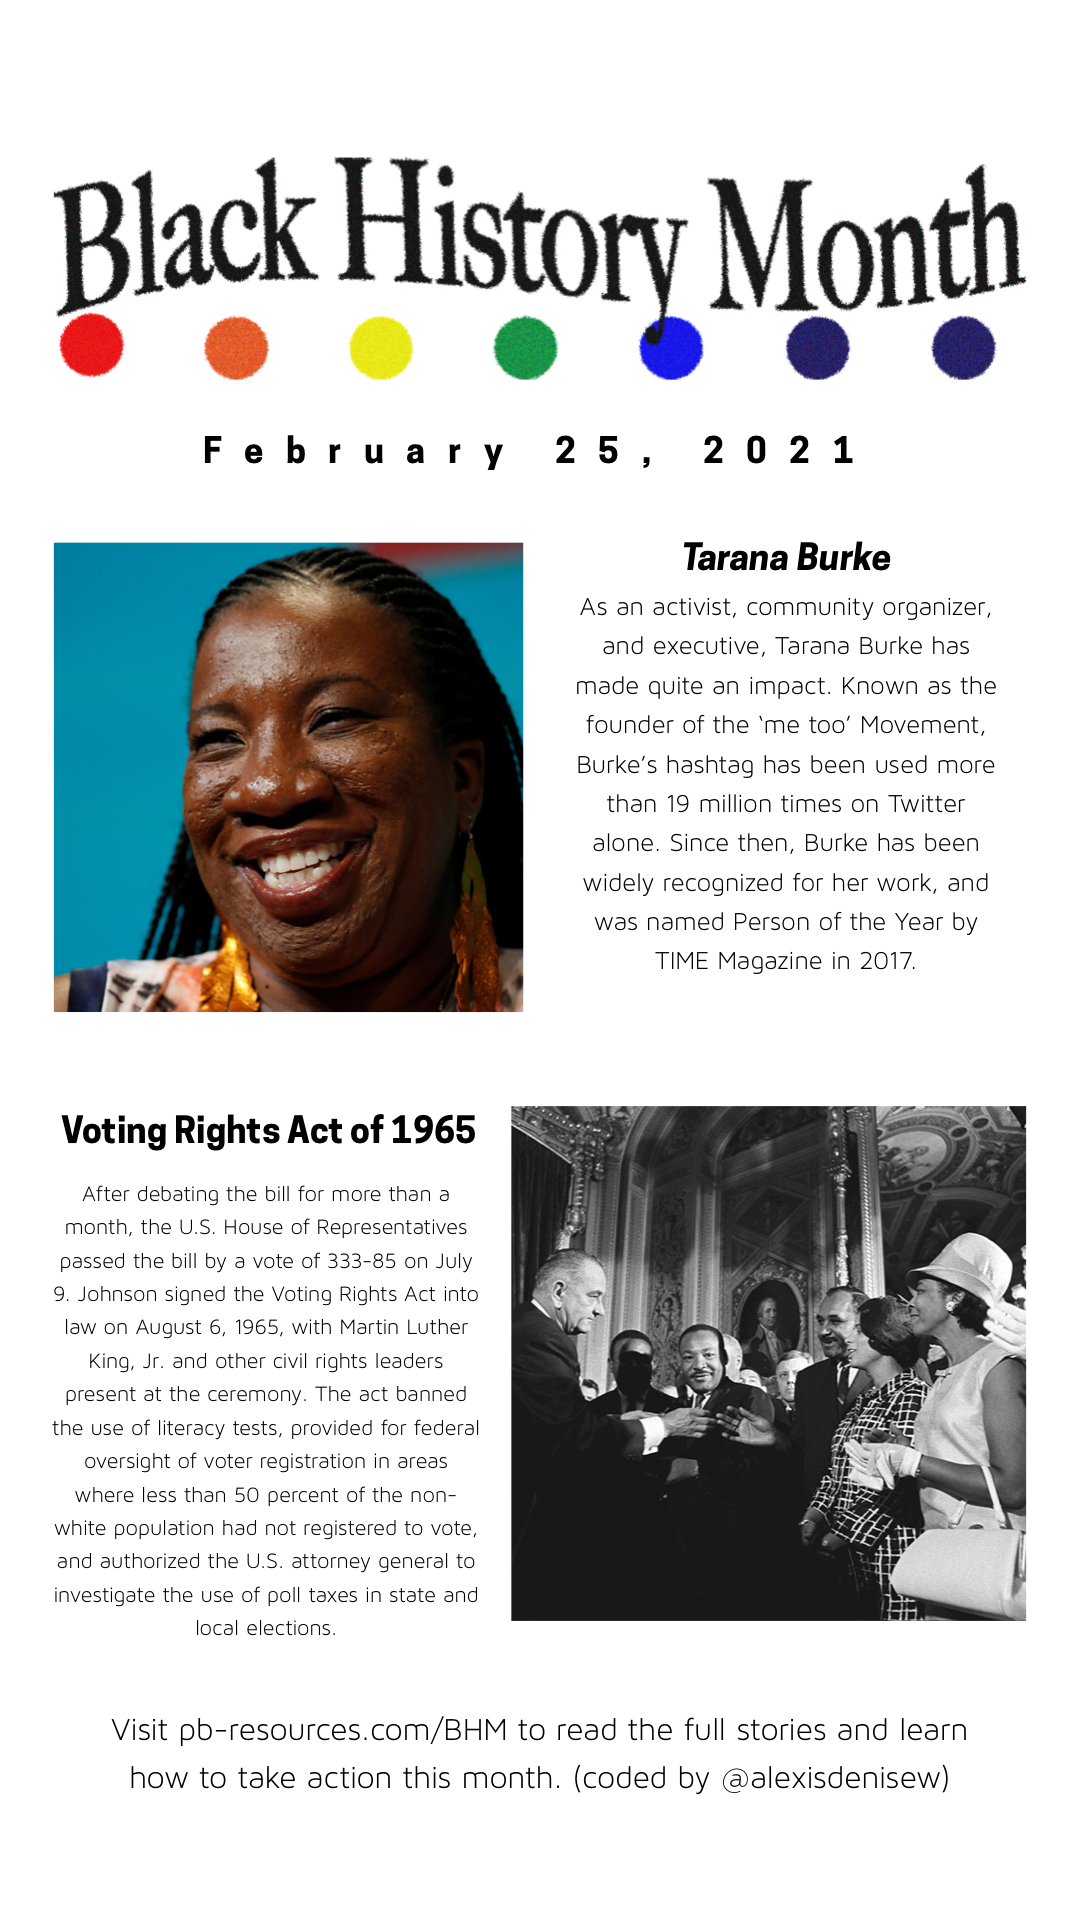 Black History Month
February 25, 2021
Tarana Burke
As an activist, community organizer,
and executive, Tarana Burke has
made quite an impact. Known as the
founder of the ‘me too’ Movement,
Burke’s hashtag has been used more
than 19 million times on Twitter
alone. Since then, Burke has been
widely recognized for her work, and
was named Person of the Year by
TIME Magazine in 2017.
Voting Rights Act of 1965
After debating the bill for more than a
month, the U.S. House of Representatives
passed the bill by a vote of 333-85 on July
9. Johnson signed the Voting Rights Act into
law on August 6, 1965, with Martin Luther
King, Jr. and other civil rights leaders
present at the ceremony. The act banned
the use of literacy tests, provided for federal
oversight of voter registration in areas
where less than 50 percent of the non-
white population had not registered to vote,
and authorized the U.S. attorney general to
investigate the use of poll taxes in state and
local elections.
Visit pb-resources.com/BHM to read the full stories and learn
how to take action this month. (coded by @alexisdenisew)